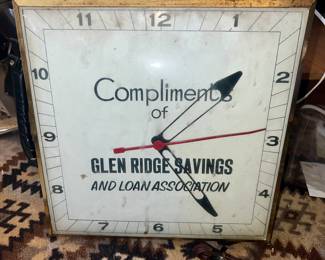 11 12 1
10 2
9 3
8 4
7 6 5
Compliments
of
GLEN RIDGE SAVINGS
AND LOAN ASSOCIATION